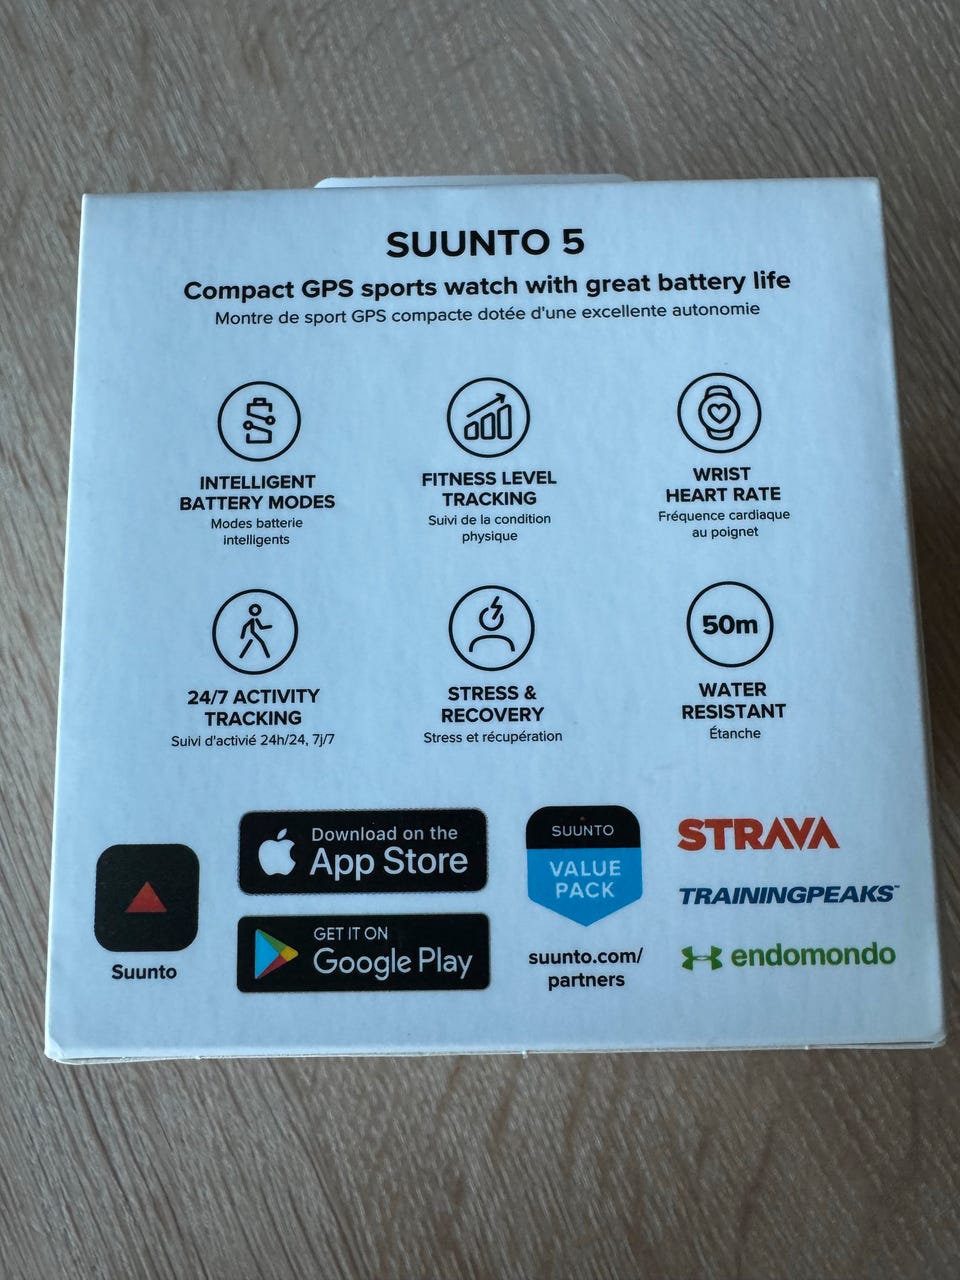 SUUNTO 5
Compact GPS sports watch with great battery life
Montre de sport GPS compacte dotée d'une excellente autonomie
INTELLIGENT
BATTERY MODES
Modes batterie
intelligents
FITNESS LEVEL
TRACKING
Suivi de la condition
physique
WRIST
HEART RATE
Fréquence cardiaque
au poignet
24/7 ACTIVITY
TRACKING
Suivi d'activié 24h/24, 7j/7
STRESS &
RECOVERY
Stress et récupération
50m
WATER
RESISTANT
Étanche
Suunto
Download on the
App Store
GET IT ON
Google Play
SUUNTO
VALUE
PACK
suunto.com/
partners
STRAVA
TRAININGPEAKS™
endomondo